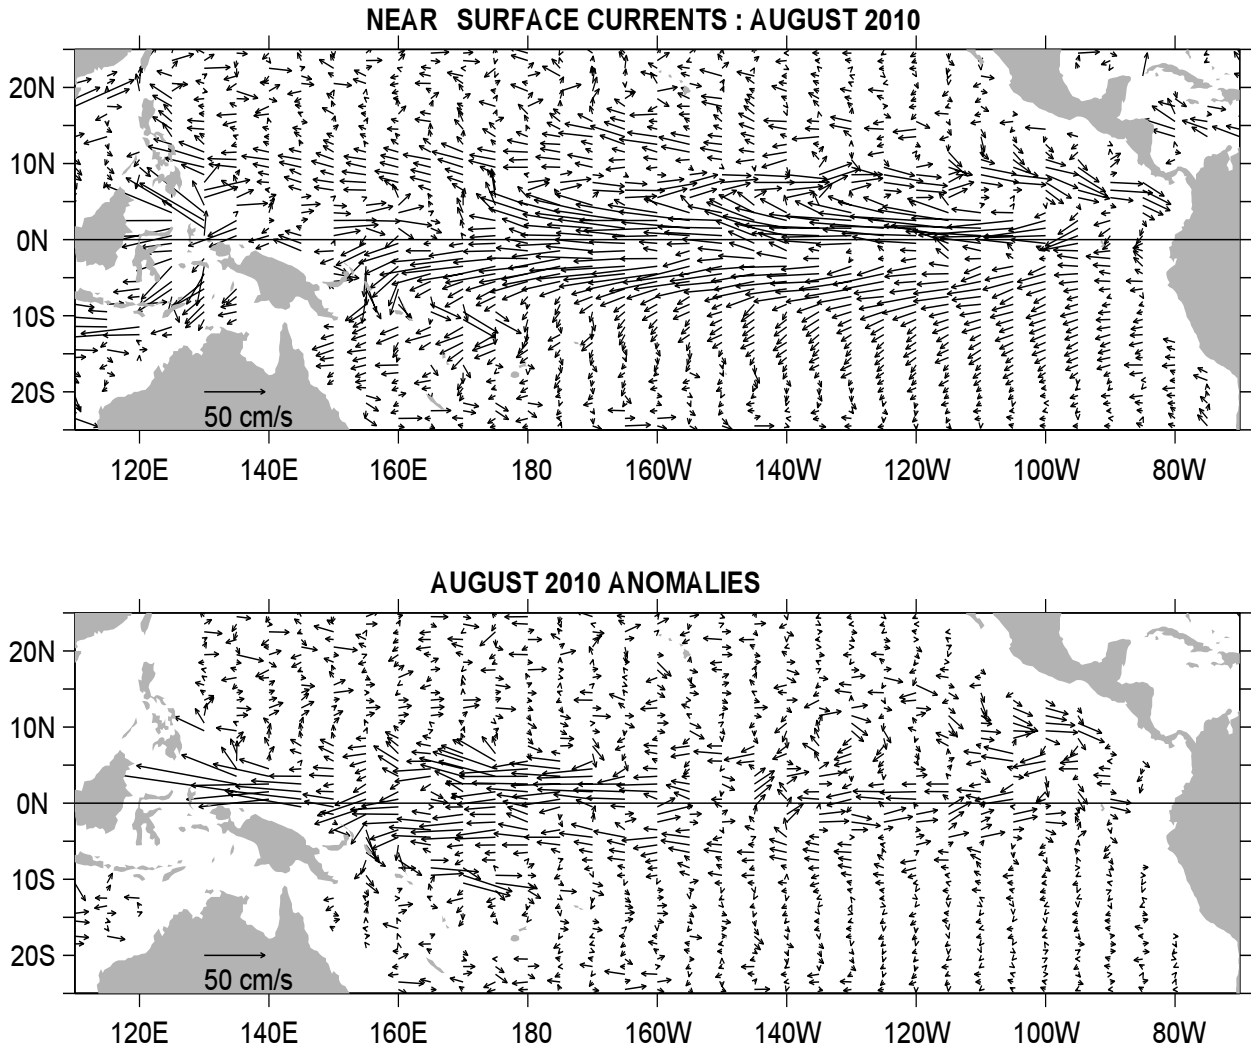 NEAR SURFACE CURRENTS : AUGUST 2010
20N
10N
0N
10S
20S
50 cm/s
120E 140E 160E 180 160W 140W 120W 100W 80W
AUGUST 2010 ANOMALIES
20N
10N
0N
10S
20S
50 cm/s
120E 140E 160E 180 160W 140W 120W 100W 80W